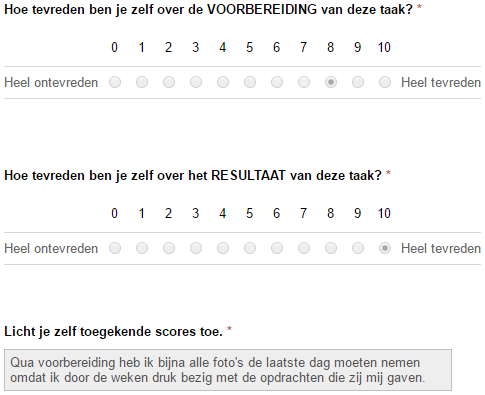 Hoe tevreden ben je zelf over de VOORBEREIDING van deze taak? *
0 1 2 3 4 5 6 7 8 9 10
Heel ontevreden Heel tevreden
Hoe tevreden ben je zelf over het RESULTAAT van deze taak? *
0 1 2 3 4 5 6 7 8 9 10
Heel ontevreden Heel tevreden
Licht je zelf toegekende scores toe. *
Qua voorbereiding heb ik bijna alle foto's de laatste dag moeten nemen
omdat ik door de weken druk bezig met de opdrachten die zij mij gaven.